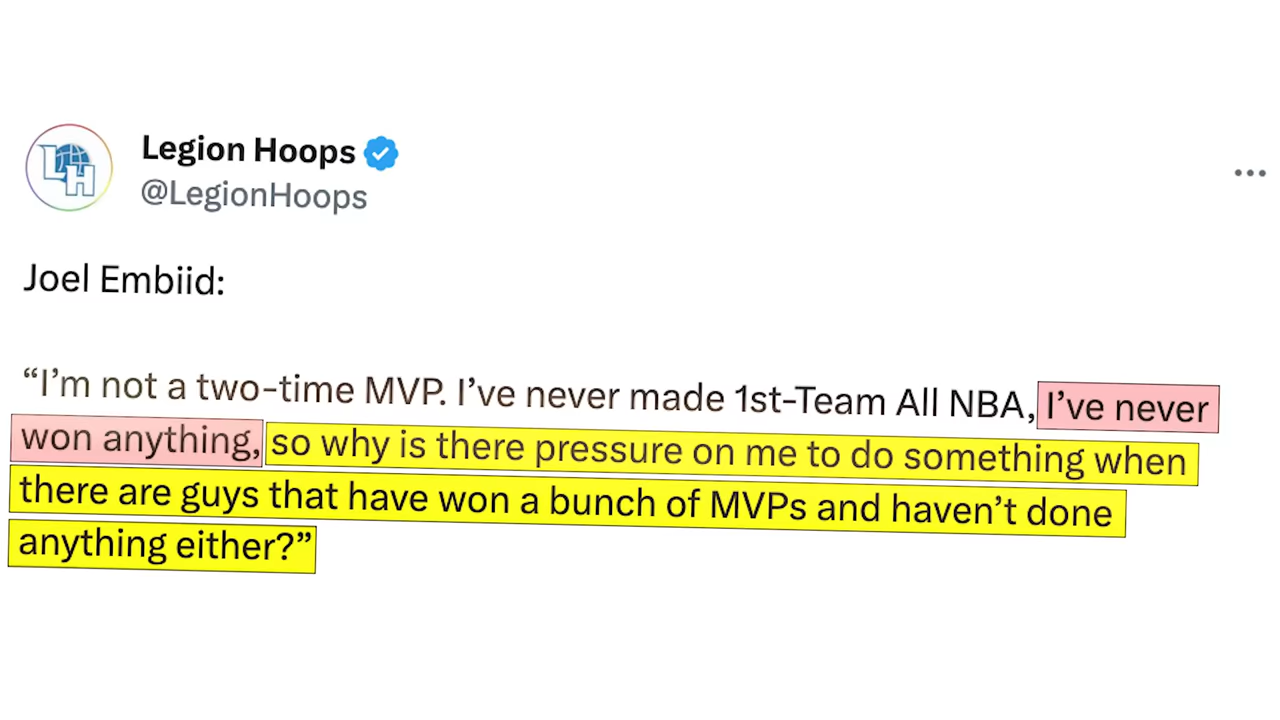 LH
Legion Hoops
@LegionHoops
Joel Embiid:
“I’m not a two-time MVP. I’ve never made 1st-Team All NBA, I’ve never
won anything, so why is there pressure on me to do something when
there are guys that have won a bunch of MVPs and haven’t done
anything either?”